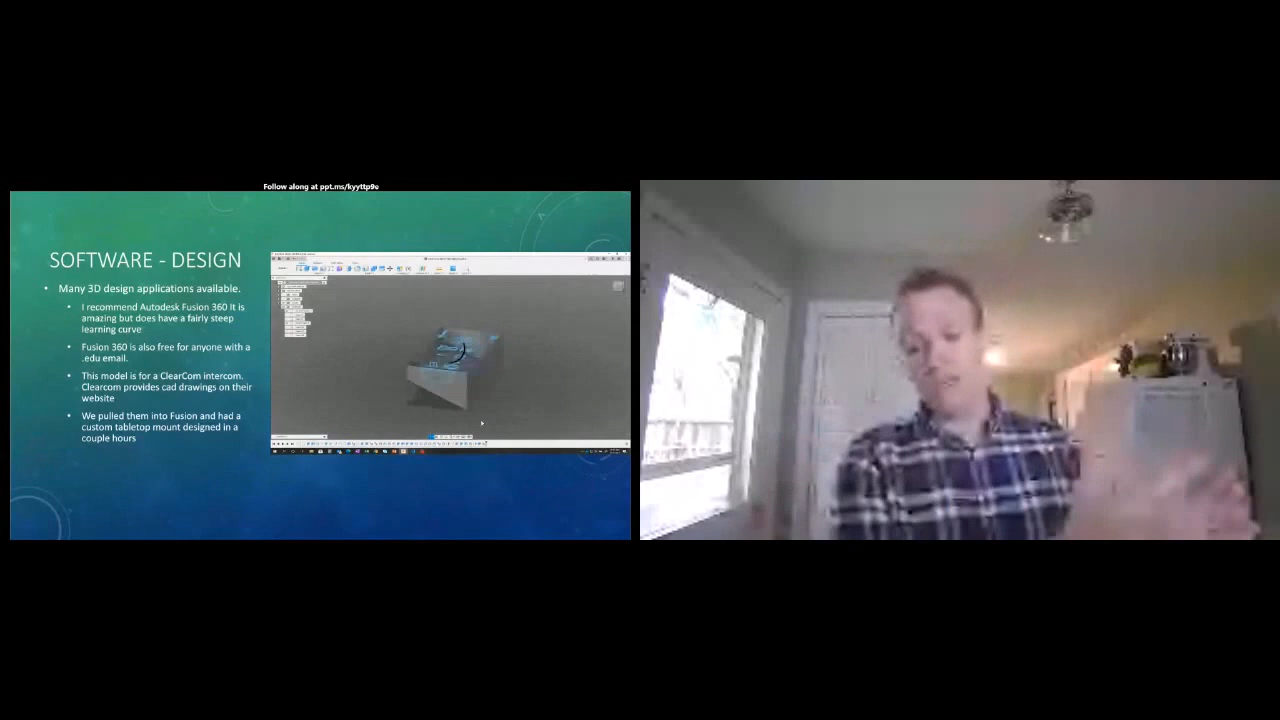 Follow along at ppt.ms/kyyttp9e
SOFTWARE - DESIGN
• Many 3D design applications available.
• I recommend Autodesk Fusion 360 It is
amazing but does have a fairly steep
learning curve
• Fusion 360 is also free for anyone with a
.edu email.
• This model is for a ClearCom intercom.
Clearcom provides cad drawings on their
website
• We pulled them into Fusion and had a
custom tabletop mount designed in a
couple hours